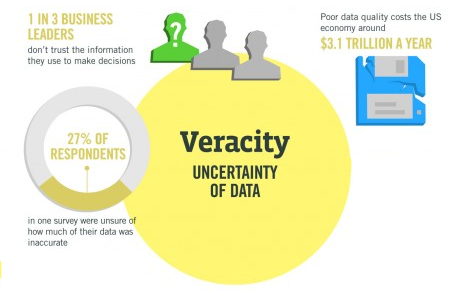 1 IN 3 BUSINESS
LEADERS
don't trust the information
they use to make decisions
?
Poor data quality costs the US
economy around
$3.1 TRILLION A YEAR
27% OF
RESPONDENTS
in one survey were unsure of
how much of their data was
inaccurate
Veracity
UNCERTAINTY
OF DATA